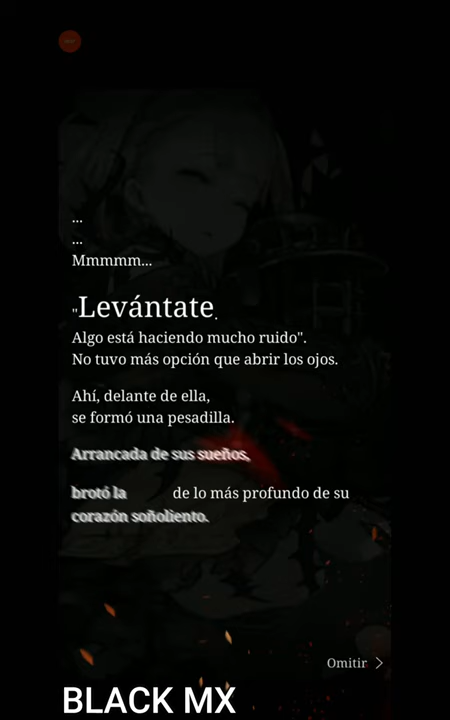 ...
...
Mmmmm...
"Levántate.
Algo está haciendo mucho ruido".
No tuvo más opción que abrir los ojos.
Ahí, delante de ella,
se formó una pesadilla.
Arrancada de sus sueños,
brotó la de lo más profundo de su
corazón soñoliento.
Omitir
BLACK MX